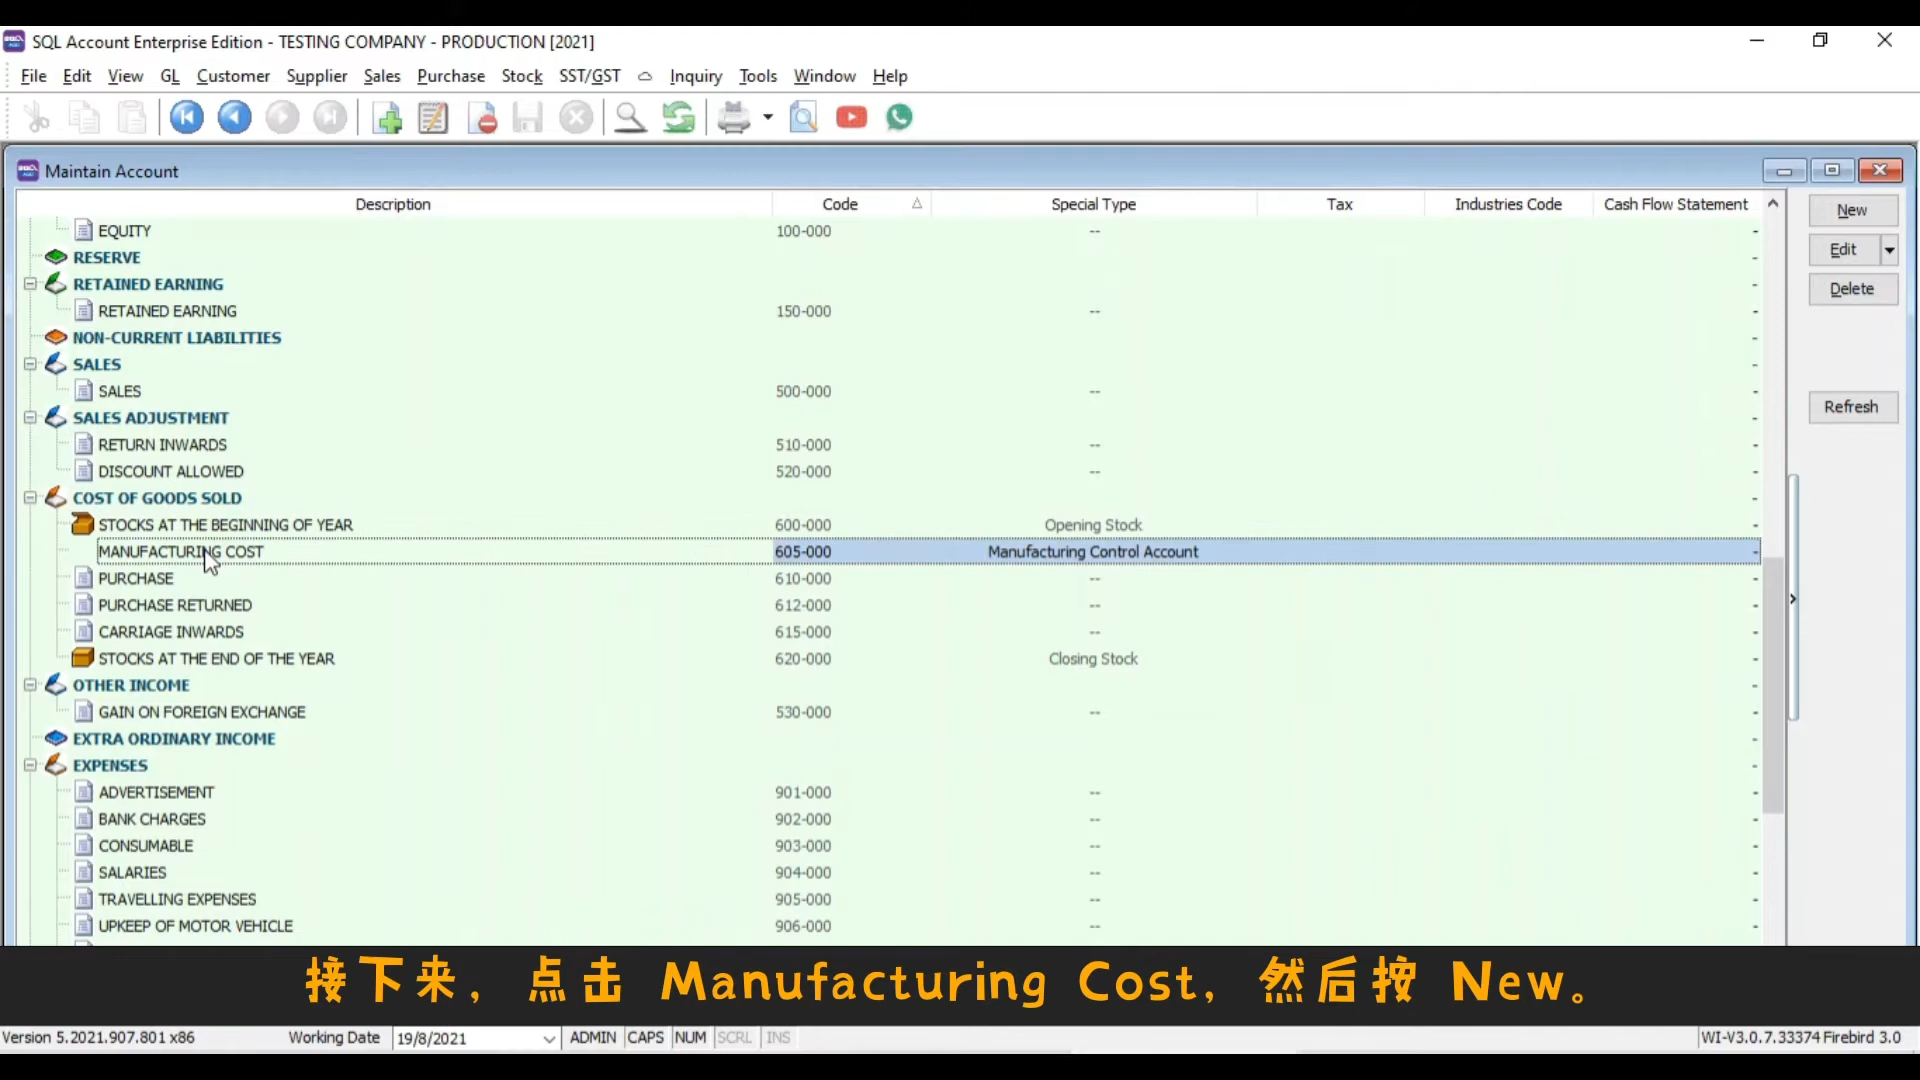 SQL Account Enterprise Edition - TESTING COMPANY - PRODUCTION [2021]
File Edit View GL Customer Supplier Sales Purchase Stock SST/GST Inquiry Tools Window Help
Maintain Account
Description Code Special Type Tax Industries Code Cash Flow Statement
New
EQUITY 100-000 -- -
RESERVE -
Edit
RETAINED EARNING -
Delete
RETAINED EARNING 150-000 -- -
NON-CURRENT LIABILITIES -
SALES -
SALES 500-000 -- -
Refresh
SALES ADJUSTMENT -
RETURN INWARDS 510-000 -- -
DISCOUNT ALLOWED 520-000 -- -
COST OF GOODS SOLD -
STOCKS AT THE BEGINNING OF YEAR 600-000 Opening Stock -
MANUFACTURING COST 605-000 Manufacturing Control Account -
PURCHASE 610-000 -- -
PURCHASE RETURNED 612-000 -
CARRIAGE INWARDS 615-000 -- -
STOCKS AT THE END OF THE YEAR 620-000 Closing Stock -
OTHER INCOME -
GAIN ON FOREIGN EXCHANGE 530-000 -- -
EXTRA ORDINARY INCOME -
EXPENSES -
ADVERTISEMENT 901-000 -- -
BANK CHARGES 902-000 -- -
CONSUMABLE 903-000 -- -
SALARIES 904-000 -- -
TRAVELLING EXPENSES 905-000 -- -
UPKEEP OF MOTOR VEHICLE 906-000 -- -
接下来，点击 Manufacturing Cost，然后按 New。
Version 5.2021.907.801 x86 Working Date 19/8/2021 ADMIN CAPS NUM SCRL INS WI-V3.0.7.33374 Firebird 3.0